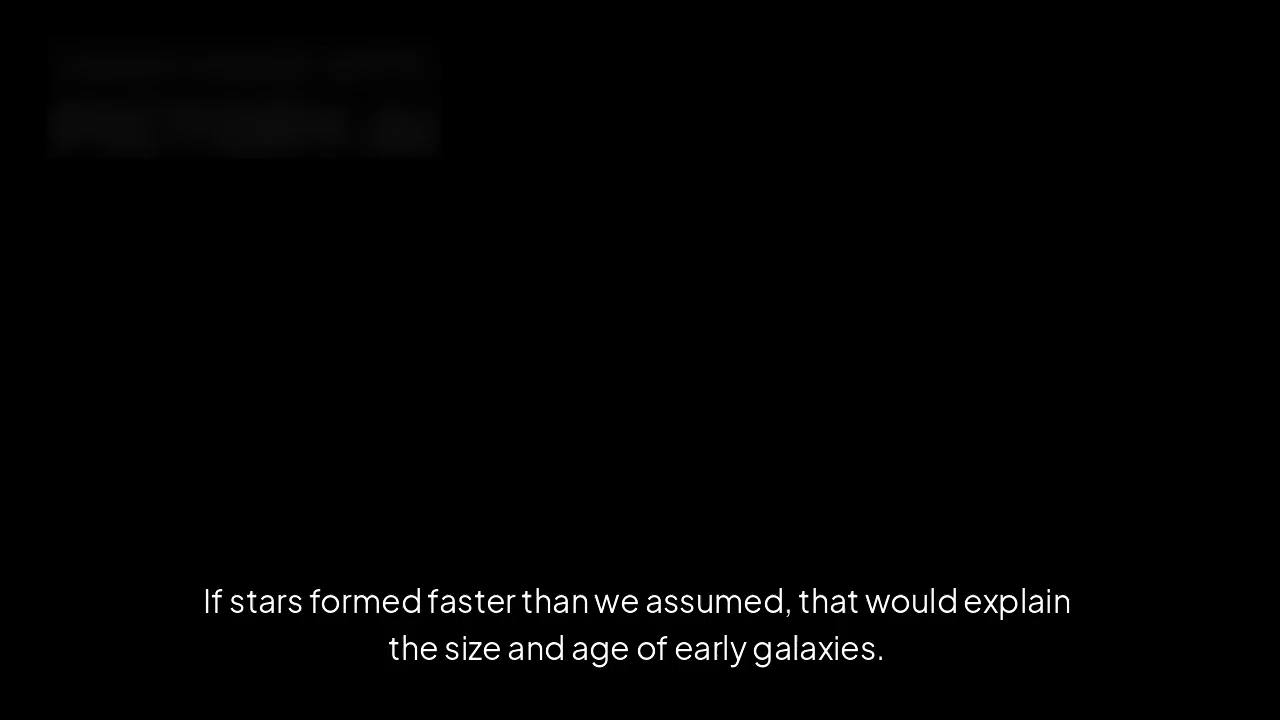 If stars formed faster than we assumed, that would explain
the size and age of early galaxies.